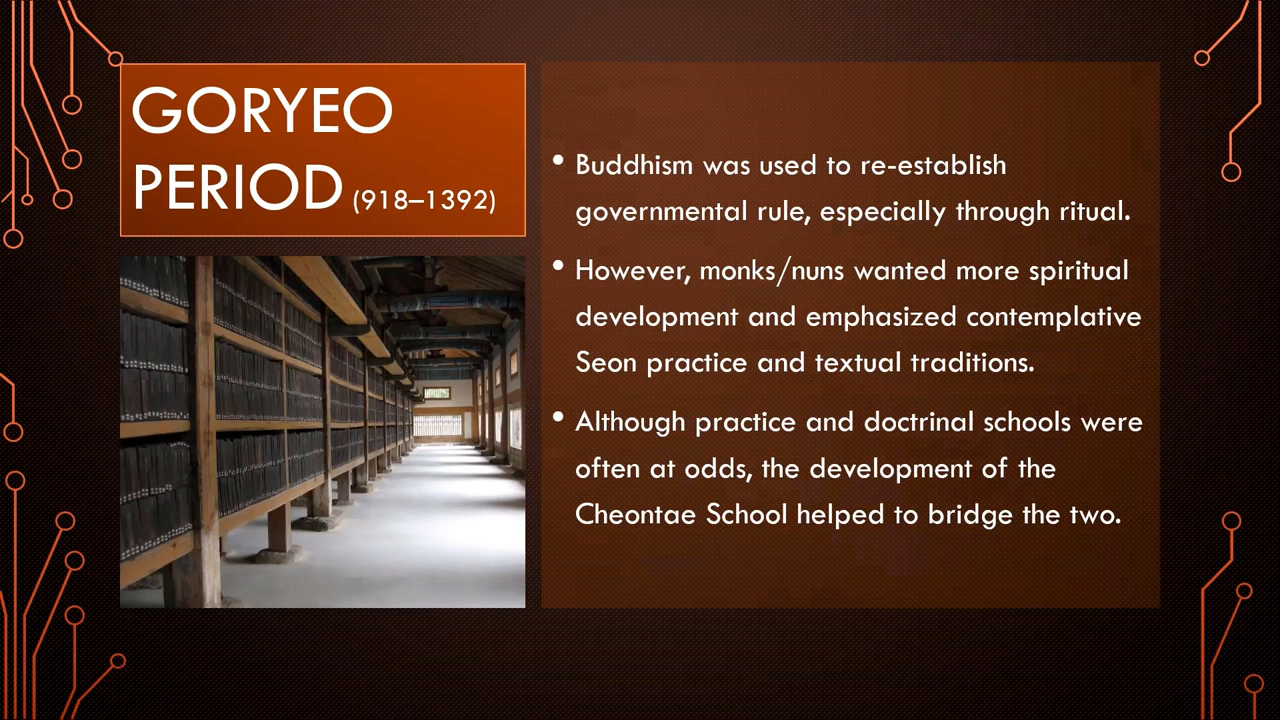 GORYEO
PERIOD (918–1392)
• Buddhism was used to re-establish
governmental rule, especially through ritual.
• However, monks/nuns wanted more spiritual
development and emphasized contemplative
Seon practice and textual traditions.
• Although practice and doctrinal schools were
often at odds, the development of the
Cheontae School helped to bridge the two.